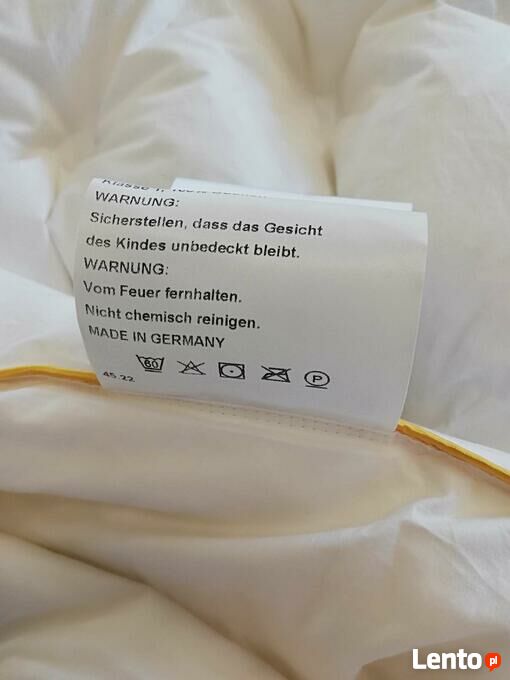 WARNUNG:
Sicherstellen, dass das Gesicht
des Kindes unbedeckt bleibt.
WARNUNG:
Vom Feuer fernhalten.
Nicht chemisch reinigen.
MADE IN GERMANY
60
P
45.22
Lento.pl